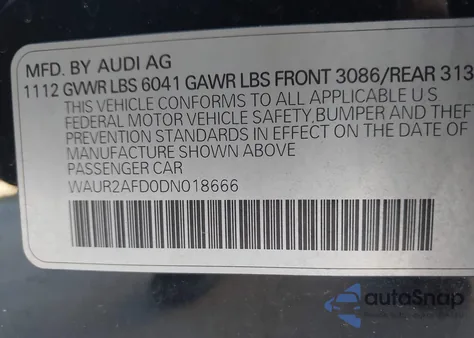 MFD. BY AUDI AG
1112 GVWR LBS 6041 GAWR LBS FRONT 3086/REAR 313
THIS VEHICLE CONFORMS TO ALL APPLICABLE U S
FEDERAL MOTOR VEHICLE SAFETY, BUMPER AND THEF
PREVENTION STANDARDS IN EFFECT ON THE DATE O
MANUFACTURE SHOWN ABOVE
PASSENGER CAR
WAUR2AFD0DN018666
autoSnap